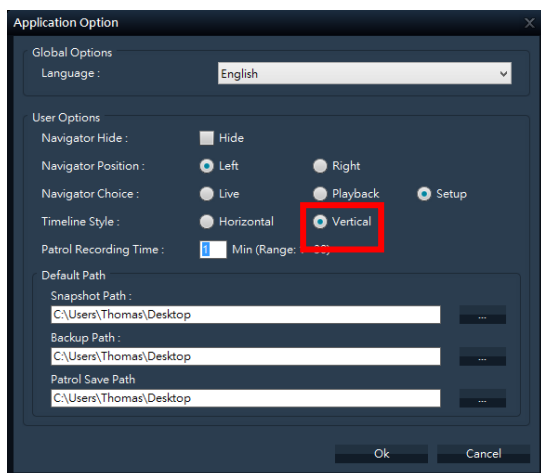 Application Option
Global Options
Language : English
User Options
Navigator Hide : Hide
Navigator Position : Left Right
Navigator Choice : Live Playback Setup
Timeline Style : Horizontal Vertical
Patrol Recording Time : 1 Min (Range:
Default Path
Snapshot Path :
C:\Users\Thomas\Desktop ...
Backup Path :
C:\Users\Thomas\Desktop ...
Patrol Save Path
C:\Users\Thomas\Desktop ...
Ok Cancel